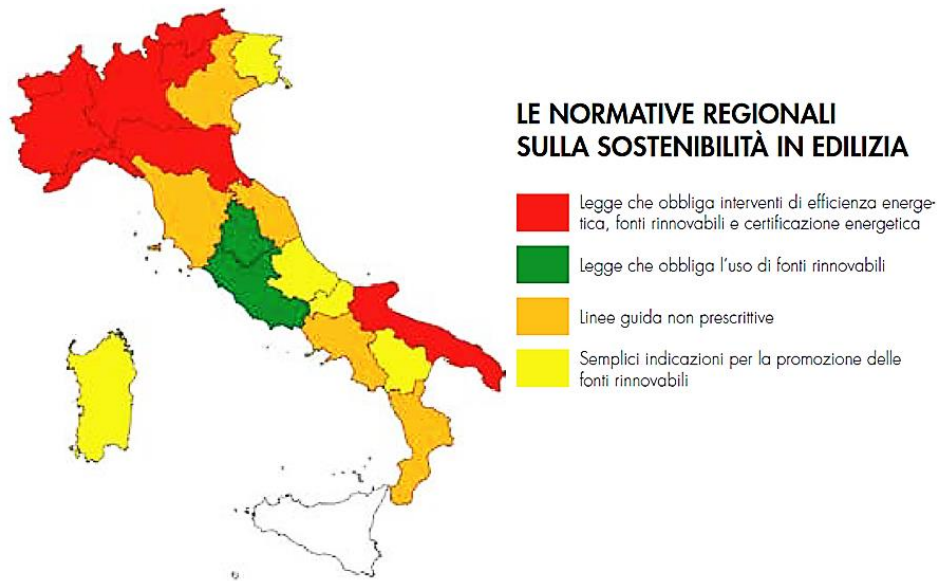 LE NORMATIVE REGIONALI
SULLA SOSTENIBILITÀ IN EDILIZIA
Legge che obbliga interventi di efficienza energe-
tica, fonti rinnovabili e certificazione energetica
Legge che obbliga l'uso di fonti rinnovabili
Linee guida non prescrittive
Semplici indicazioni per la promozione delle
fonti rinnovabili